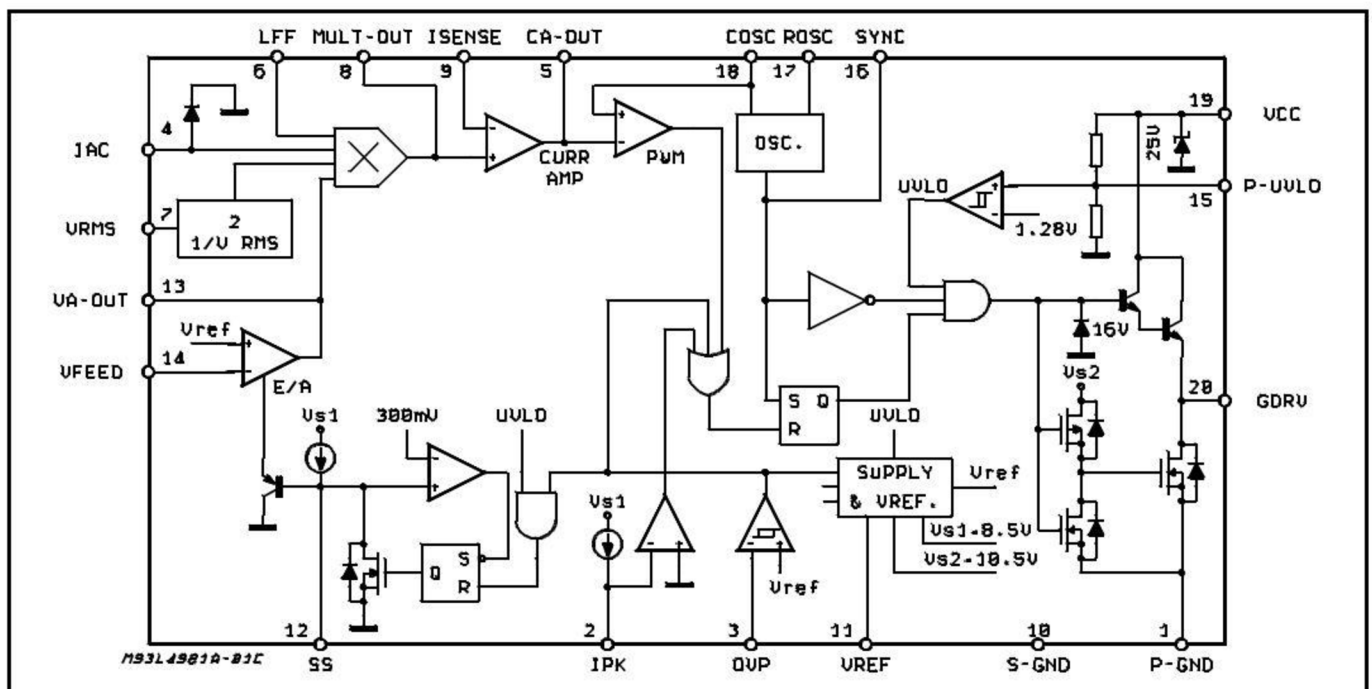 LFF MULT-OUT ISENSE CA-OUT COSC ROSC SYNC
6 8 9 5 18 17 16
19 VCC
4
IAC
- + OSC. 25V
CURR AMP
+ - PWM
UVLO + -
1.28V
P-UVLO
15
7
VRMS
2
1/V RMS
13
VA-OUT
Vref
+ -
14
VFEED
E/A
16V
Vs2
20 GDRV
S Q
R
Vs1
300mV
UVLO
UVLO
- +
SUPPLY
& VREF.
Vref
Vs1
S
Q
R
- +
- +
Vref
Vs1-8.5V
Vs2-10.5V
12 2 3 11 10 1
M93L4981A-01C
SS IPK OVP VREF S-GND P-GND